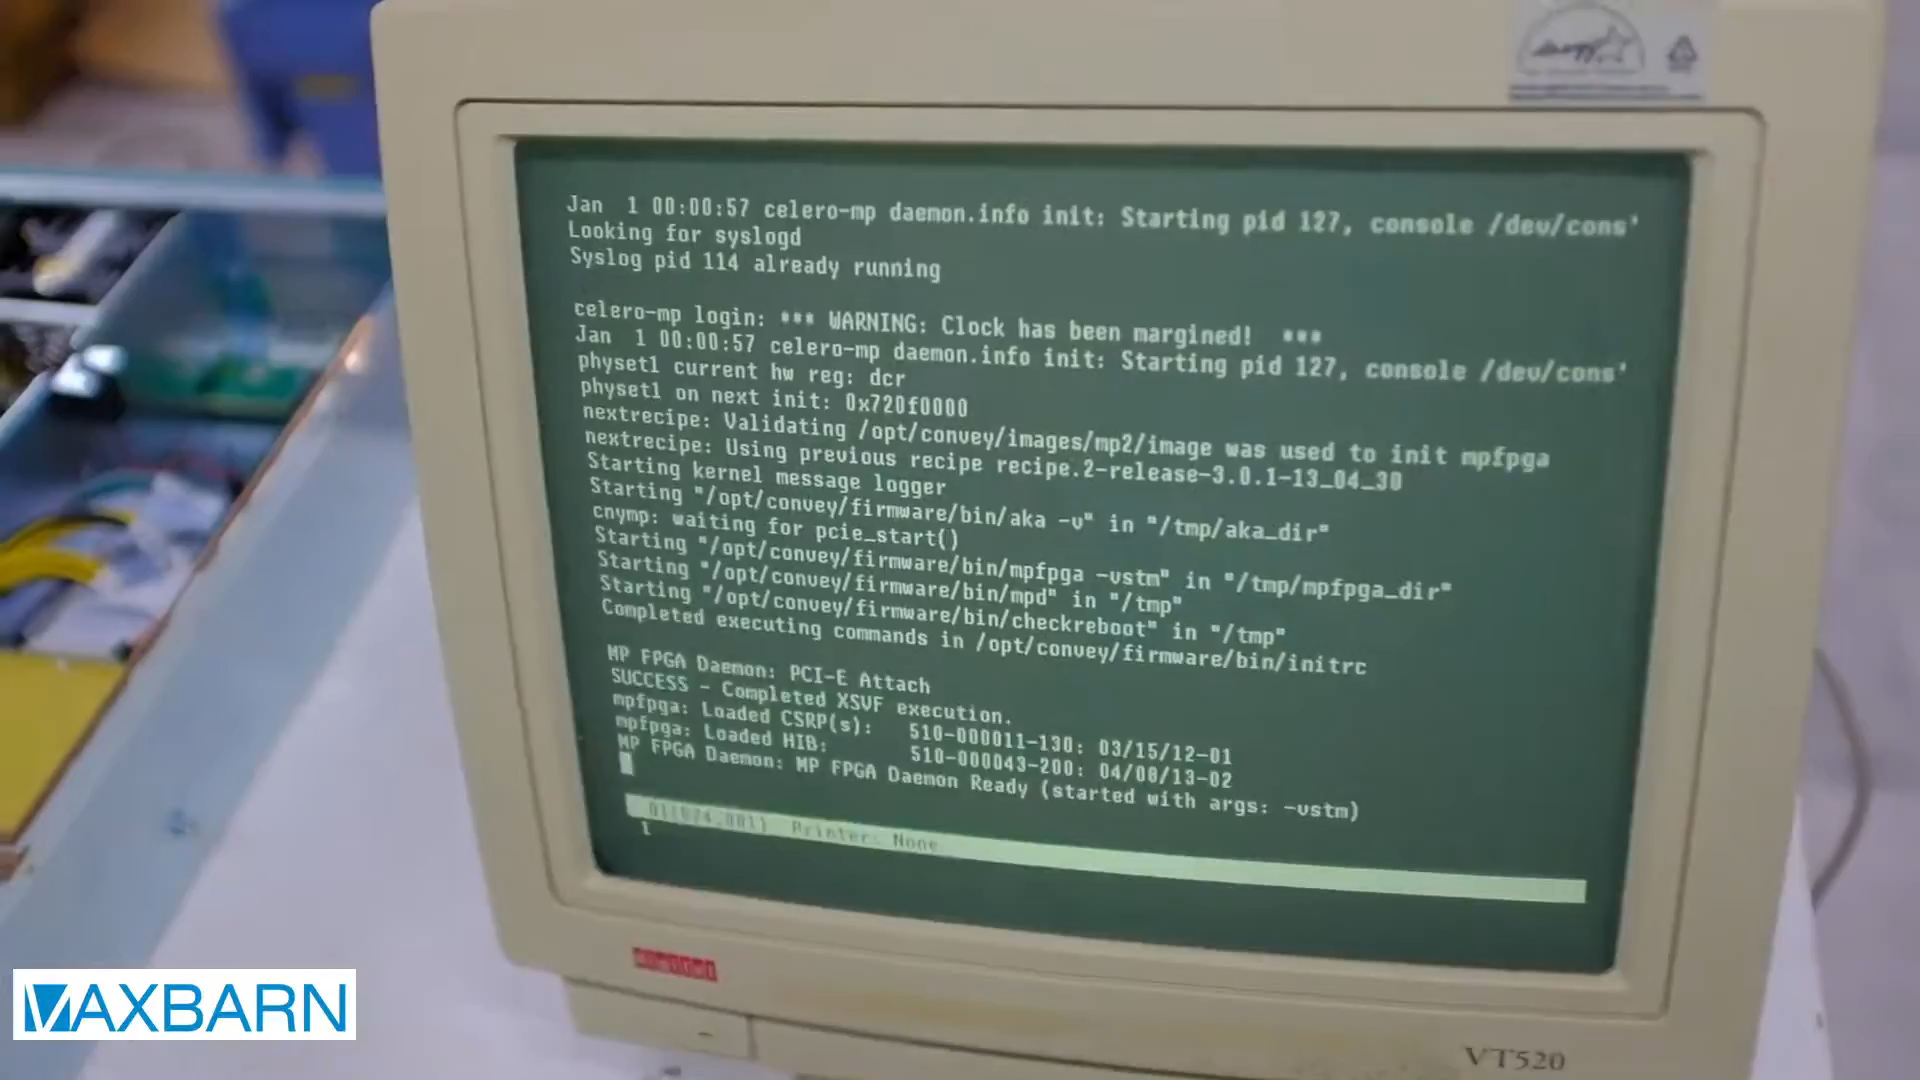 Jan  1 00:00:57 celero-mp daemon.info init: Starting pid 127, console /dev/cons'
Looking for syslogd
Syslog pid 114 already running
celero-mp login: *** WARNING: Clock has been margined!  ***
Jan  1 00:00:57 celero-mp daemon.info init: Starting pid 127, console /dev/cons'
physet1 current hw reg: dcr
physet1 on next init: 0x720f0000
nextrecipe: Validating /opt/convey/images/mp2/image was used to init mpfpga
nextrecipe: Using previous recipe recipe.2-release-3.0.1-13_04_30
Starting kernel message logger
Starting "/opt/convey/firmware/bin/aka -v" in "/tmp/aka_dir"
cnymp: waiting for pcie_start()
Starting "/opt/convey/firmware/bin/mpfpga -vstm" in "/tmp/mpfpga_dir"
Starting "/opt/convey/firmware/bin/mpd" in "/tmp"
Starting "/opt/convey/firmware/bin/checkreboot" in "/tmp"
Completed executing commands in /opt/convey/firmware/bin/initrc
MP FPGA Daemon: PCI-E Attach
SUCCESS - Completed XSVF execution.
mpfpga: Loaded CSRP(s):   510-000011-130: 03/15/12-01
mpfpga: Loaded HIB:       510-000043-200: 04/08/13-02
MP FPGA Daemon: MP FPGA Daemon Ready (started with args: -vstm)
Printer: None
1
VT520
VAXBARN